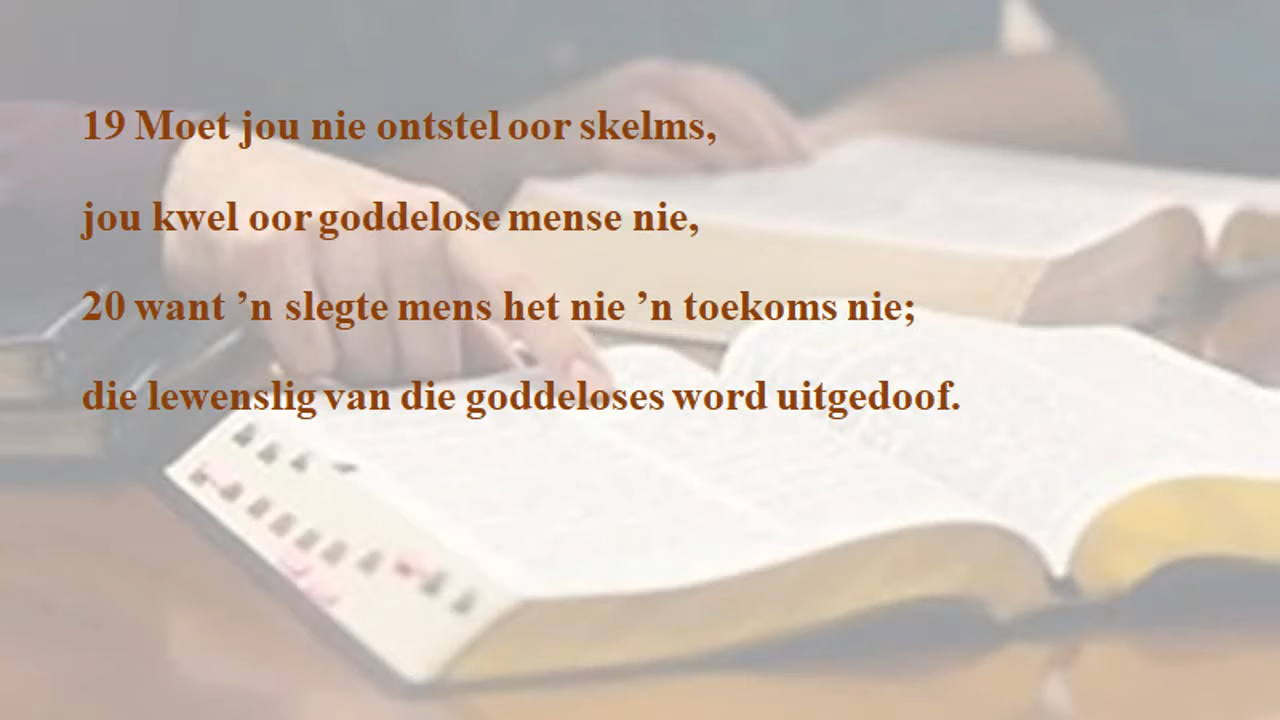 19 Moet jou nie ontstel oor skelms,
jou kwel oor goddelose mense nie,
20 want ’n slegte mens het nie ’n toekoms nie;
die lewenslig van die goddeloses word uitgedoof.